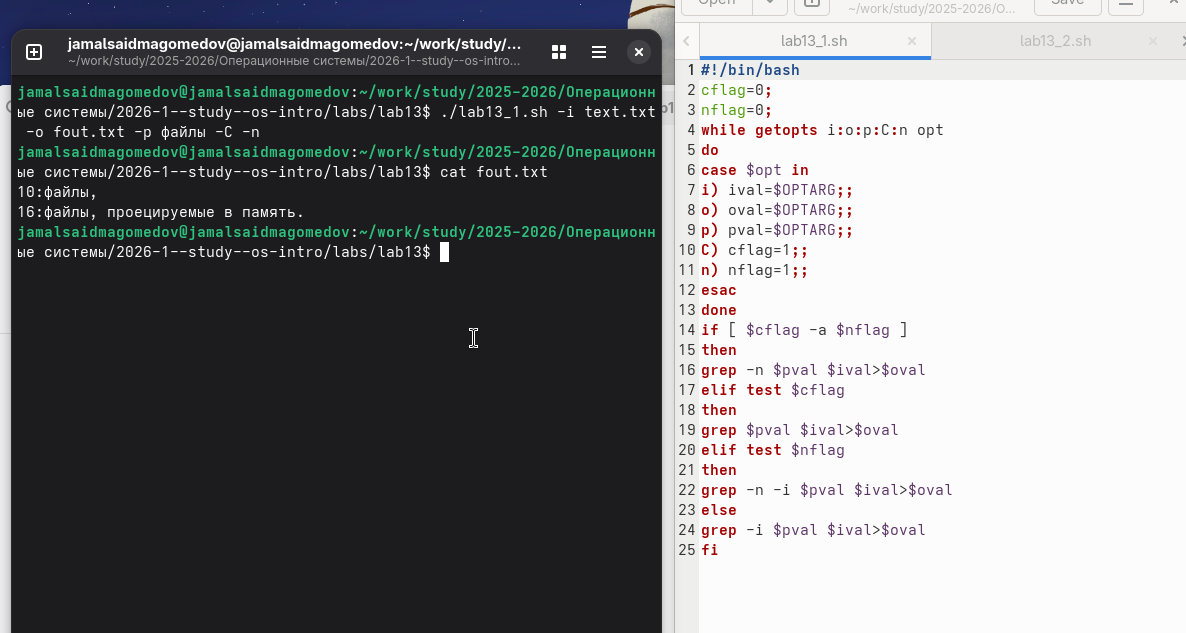 jamalsaidmagomedov@jamalsaidmagomedov:~/work/study/...
~/work/study/2025-2026/Операционные системы/2026-1--study--os-intro...
jamalsaidmagomedov@jamalsaidmagomedov:~/work/study/2025-2026/Операционн
ые системы/2026-1--study--os-intro/labs/lab13$ ./lab13_1.sh -i text.txt
-o fout.txt -p файлы -C -n
jamalsaidmagomedov@jamalsaidmagomedov:~/work/study/2025-2026/Операционн
ые системы/2026-1--study--os-intro/labs/lab13$ cat fout.txt
10:файлы,
16:файлы, проецируемые в память.
jamalsaidmagomedov@jamalsaidmagomedov:~/work/study/2025-2026/Операционн
ые системы/2026-1--study--os-intro/labs/lab13$
Open Save
~/work/study/2025-2026/О...
lab13_1.sh lab13_2.sh
1 #!/bin/bash
2 cflag=0;
3 nflag=0;
4 while getopts i:o:p:C:n opt
5 do
6 case $opt in
7 i) ival=$OPTARG;;
8 o) oval=$OPTARG;;
9 p) pval=$OPTARG;;
10 C) cflag=1;;
11 n) nflag=1;;
12 esac
13 done
14 if [ $cflag -a $nflag ]
15 then
16 grep -n $pval $ival>$oval
17 elif test $cflag
18 then
19 grep $pval $ival>$oval
20 elif test $nflag
21 then
22 grep -n -i $pval $ival>$oval
23 else
24 grep -i $pval $ival>$oval
25 fi